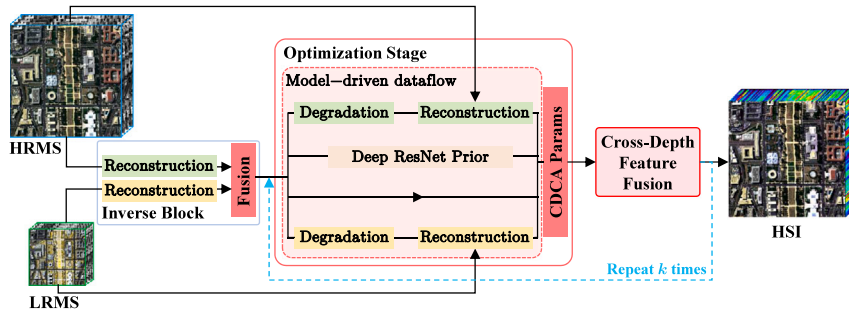 Optimization Stage
Model-driven dataflow
Degradation
Reconstruction
HRMS
Reconstruction
Reconstruction
Inverse Block
Fusion
Deep ResNet Prior
CDCA Params
Cross-Depth
Feature
Fusion
Degradation
Reconstruction
HSI
Repeat k times
LRMS